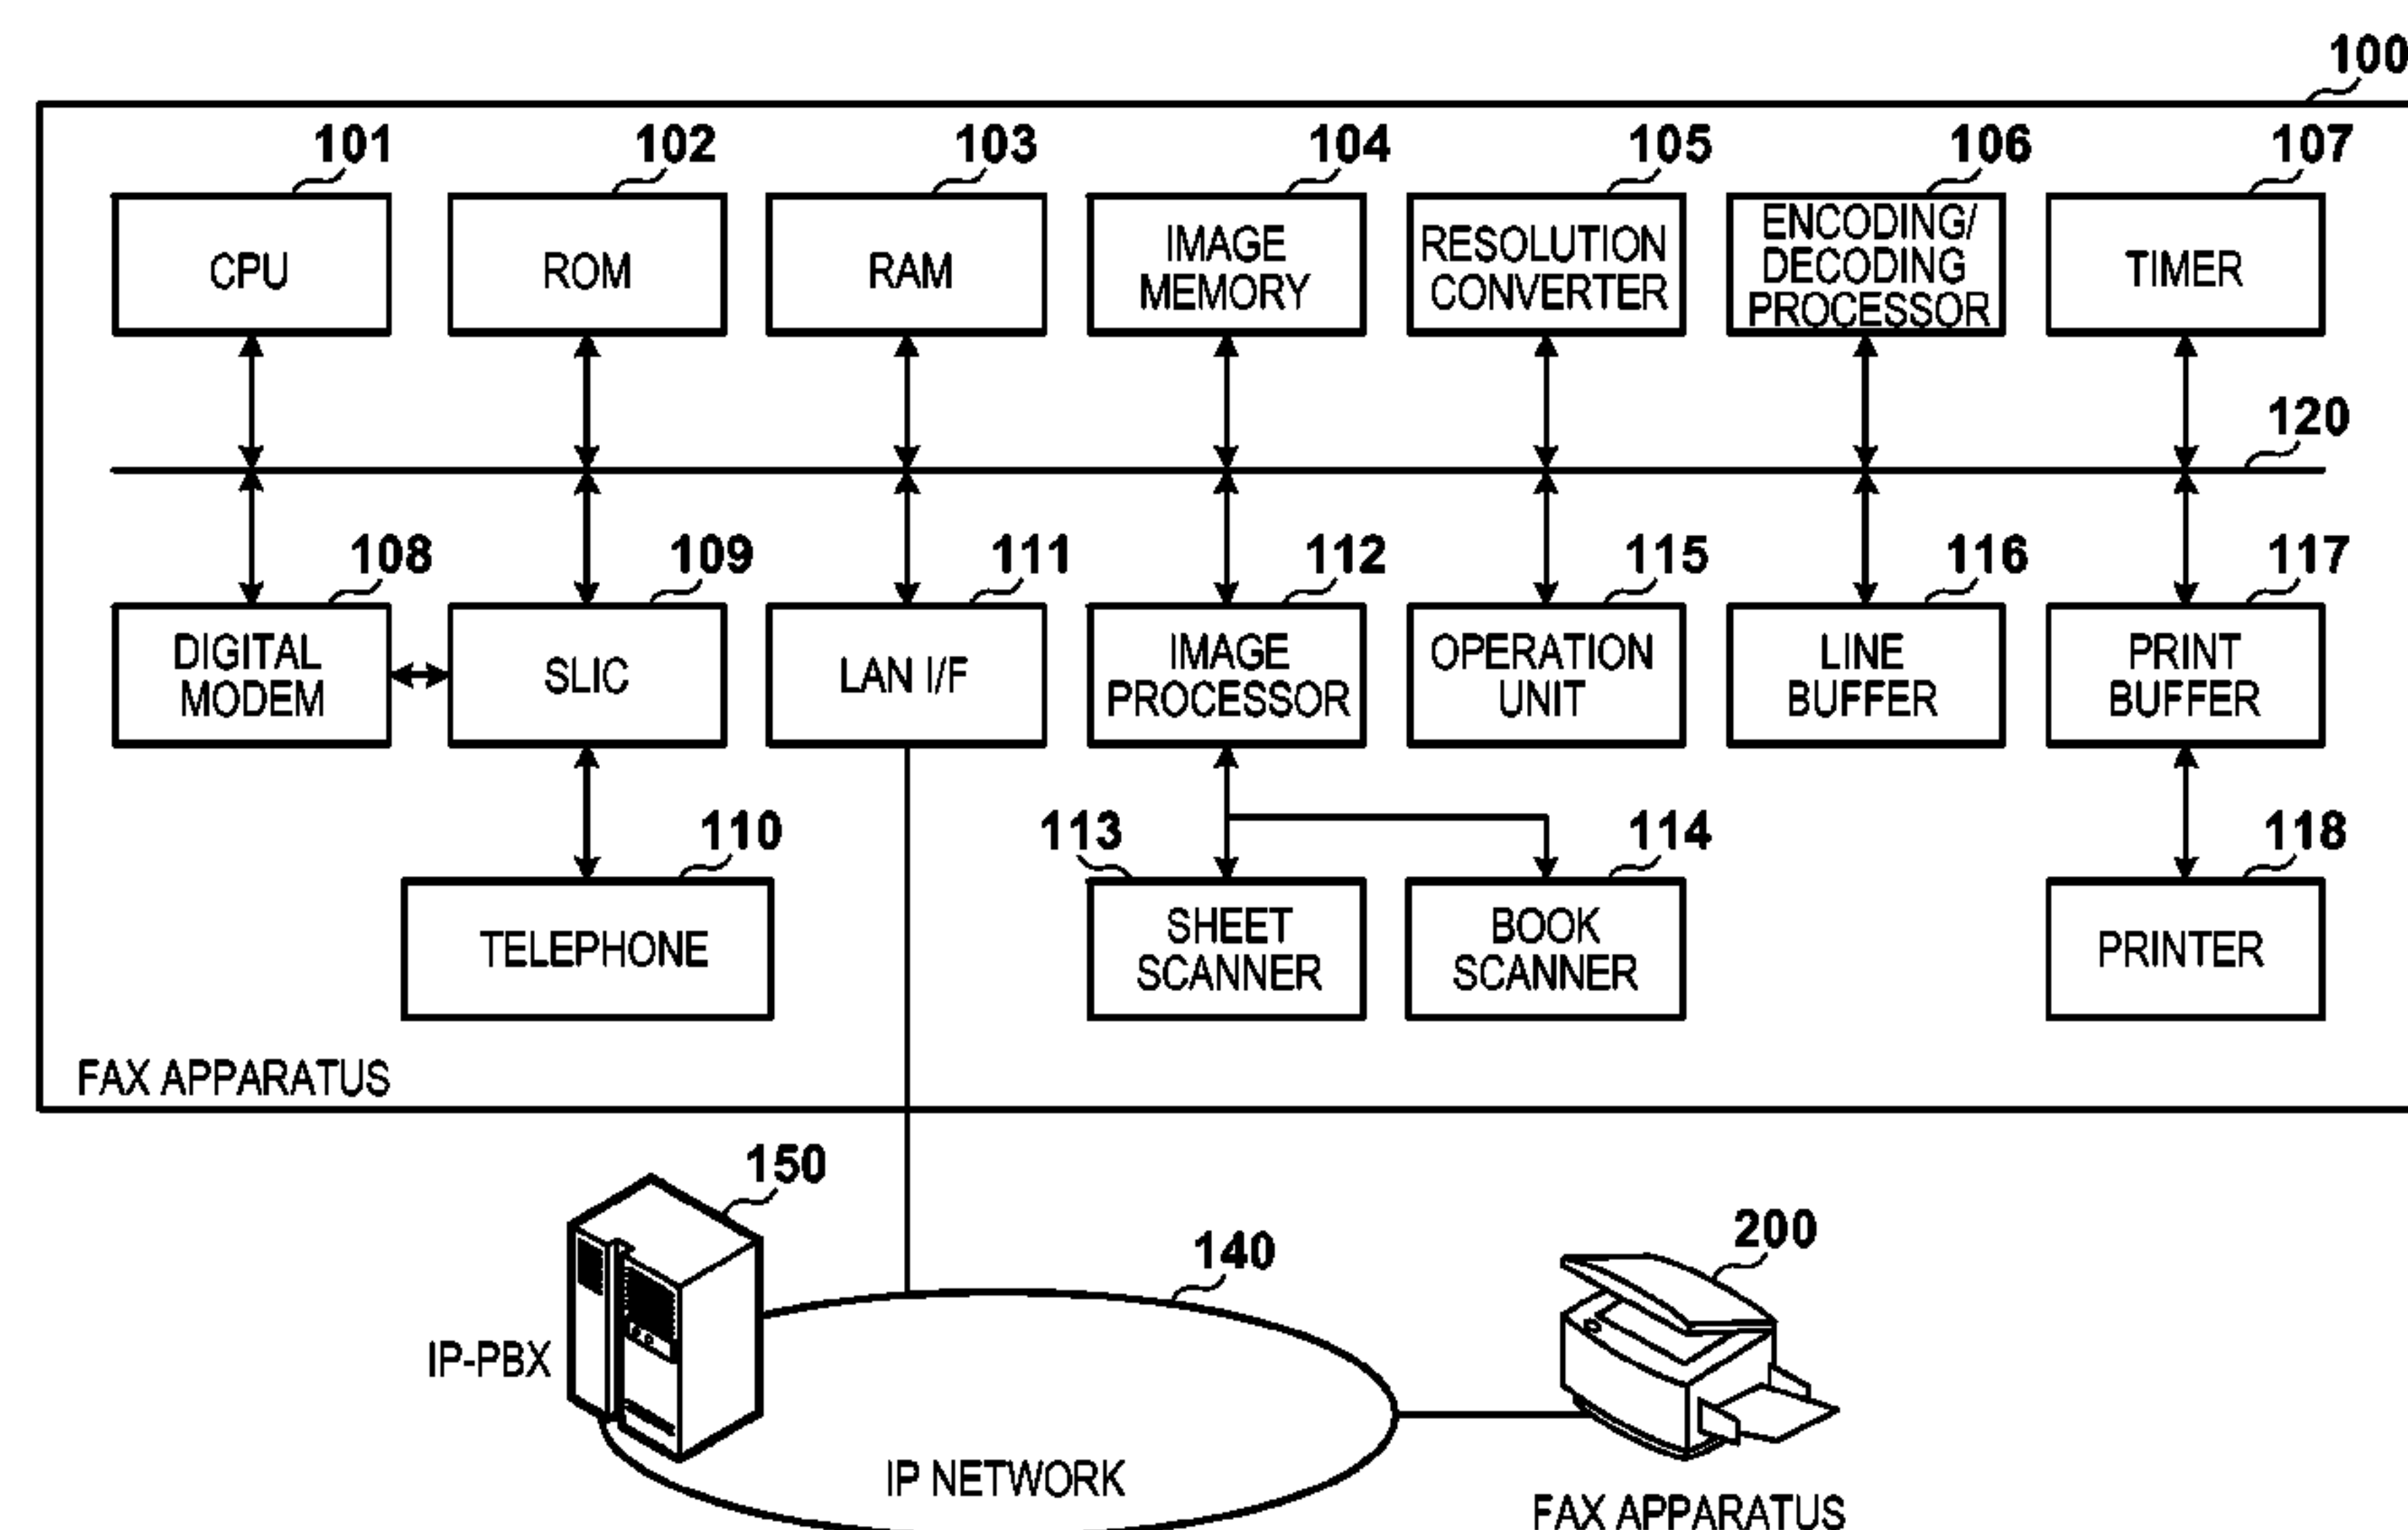 100
101
102
103
104
105
106
107
CPU
ROM
RAM
IMAGE
MEMORY
RESOLUTION
CONVERTER
ENCODING/
DECODING
PROCESSOR
TIMER
120
108
109
111
112
115
116
117
DIGITAL
MODEM
SLIC
LAN I/F
IMAGE
PROCESSOR
OPERATION
UNIT
LINE
BUFFER
PRINT
BUFFER
110
113
114
118
TELEPHONE
SHEET
SCANNER
BOOK
SCANNER
PRINTER
FAX APPARATUS
150
140
200
IP-PBX
IP NETWORK
FAX APPARATUS